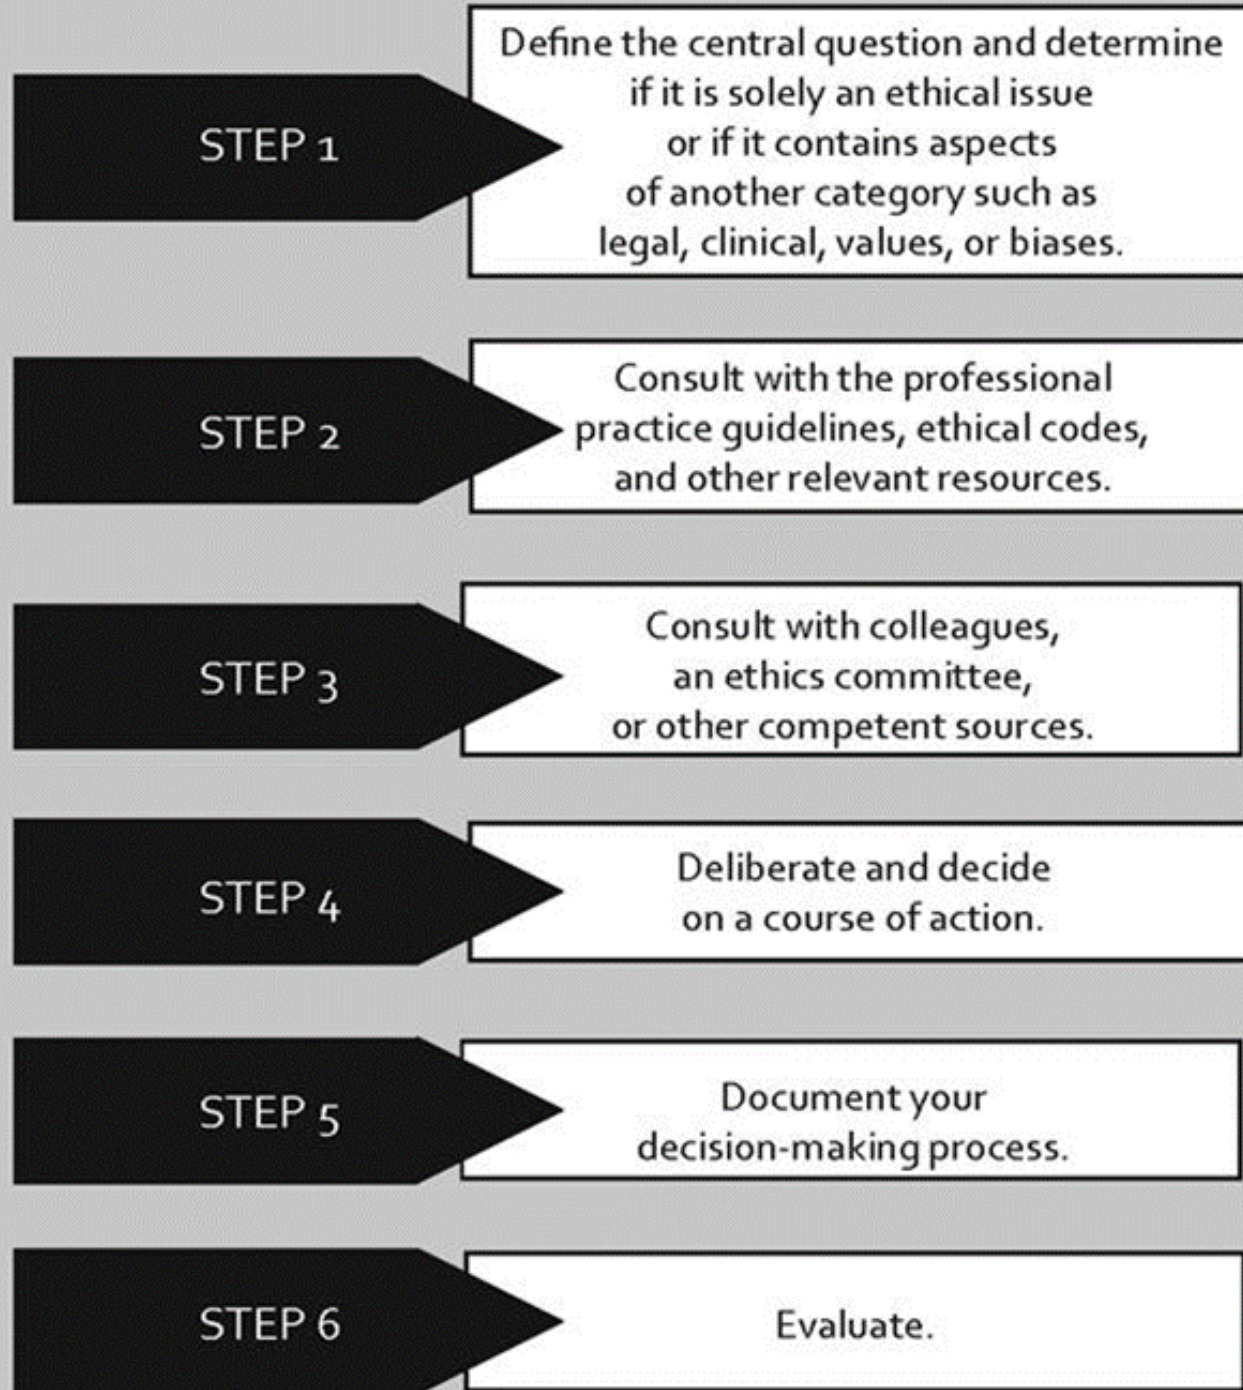 STEP 1
Define the central question and determine
if it is solely an ethical issue
or if it contains aspects
of another category such as
legal, clinical, values, or biases.
STEP 2
Consult with the professional
practice guidelines, ethical codes,
and other relevant resources.
STEP 3
Consult with colleagues,
an ethics committee,
or other competent sources.
STEP 4
Deliberate and decide
on a course of action.
STEP 5
Document your
decision-making process.
STEP 6
Evaluate.